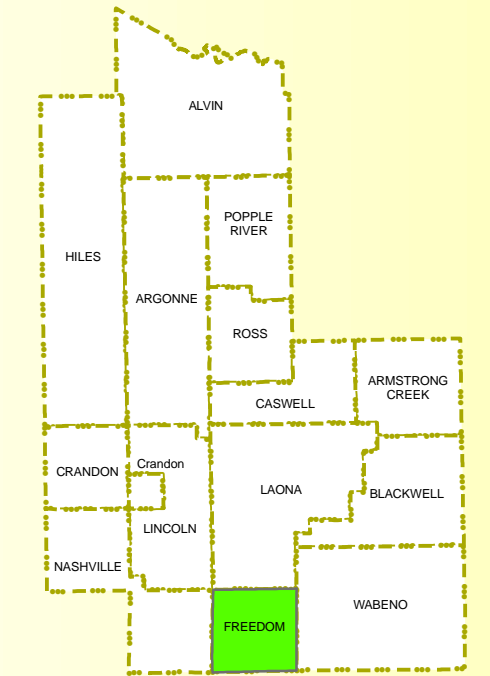 ALVIN
POPPLE
RIVER
HILES
ARGONNE
ROSS
ARMSTRONG
CREEK
CASWELL
Crandon
CRANDON
LAONA
BLACKWELL
LINCOLN
NASHVILLE
WABENO
FREEDOM